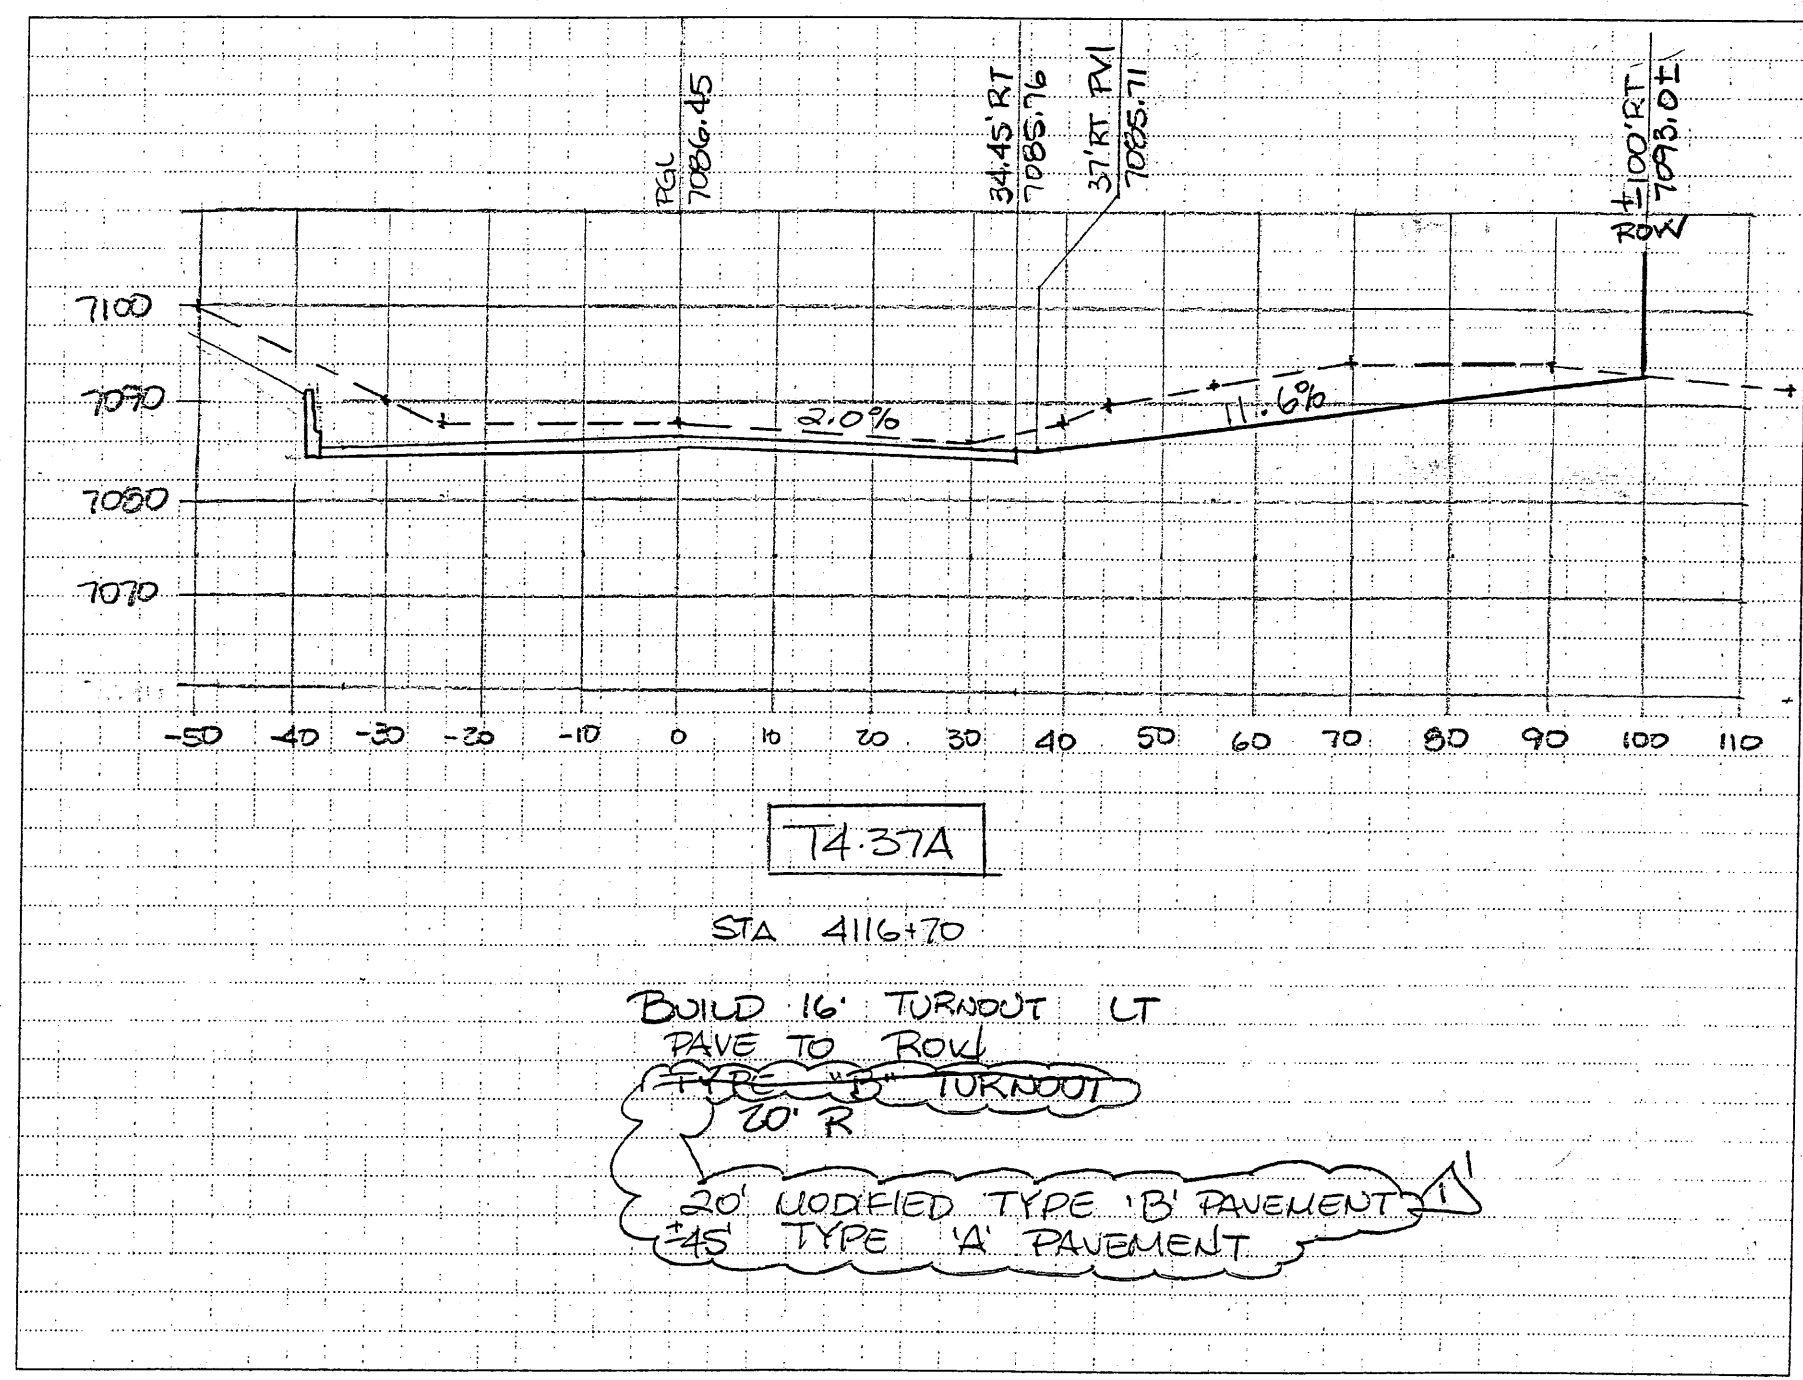 PGL
7086.45
34.45' RT
7085.76
37' RT PVI
7085.71
±100' RT
7093.0±
ROW
7100
7090
7080
7070
2.0%
11.6%
-50 -40 -30 -20 -10 0 10 20 30 40 50 60 70 80 90 100 110
T4.37A
STA 4116+70
BUILD 16' TURNOUT LT
PAVE TO ROW
TYPE "B" TURNOUT
20' R
20' MODIFIED TYPE 'B' PAVEMENT 1
±45' TYPE 'A' PAVEMENT